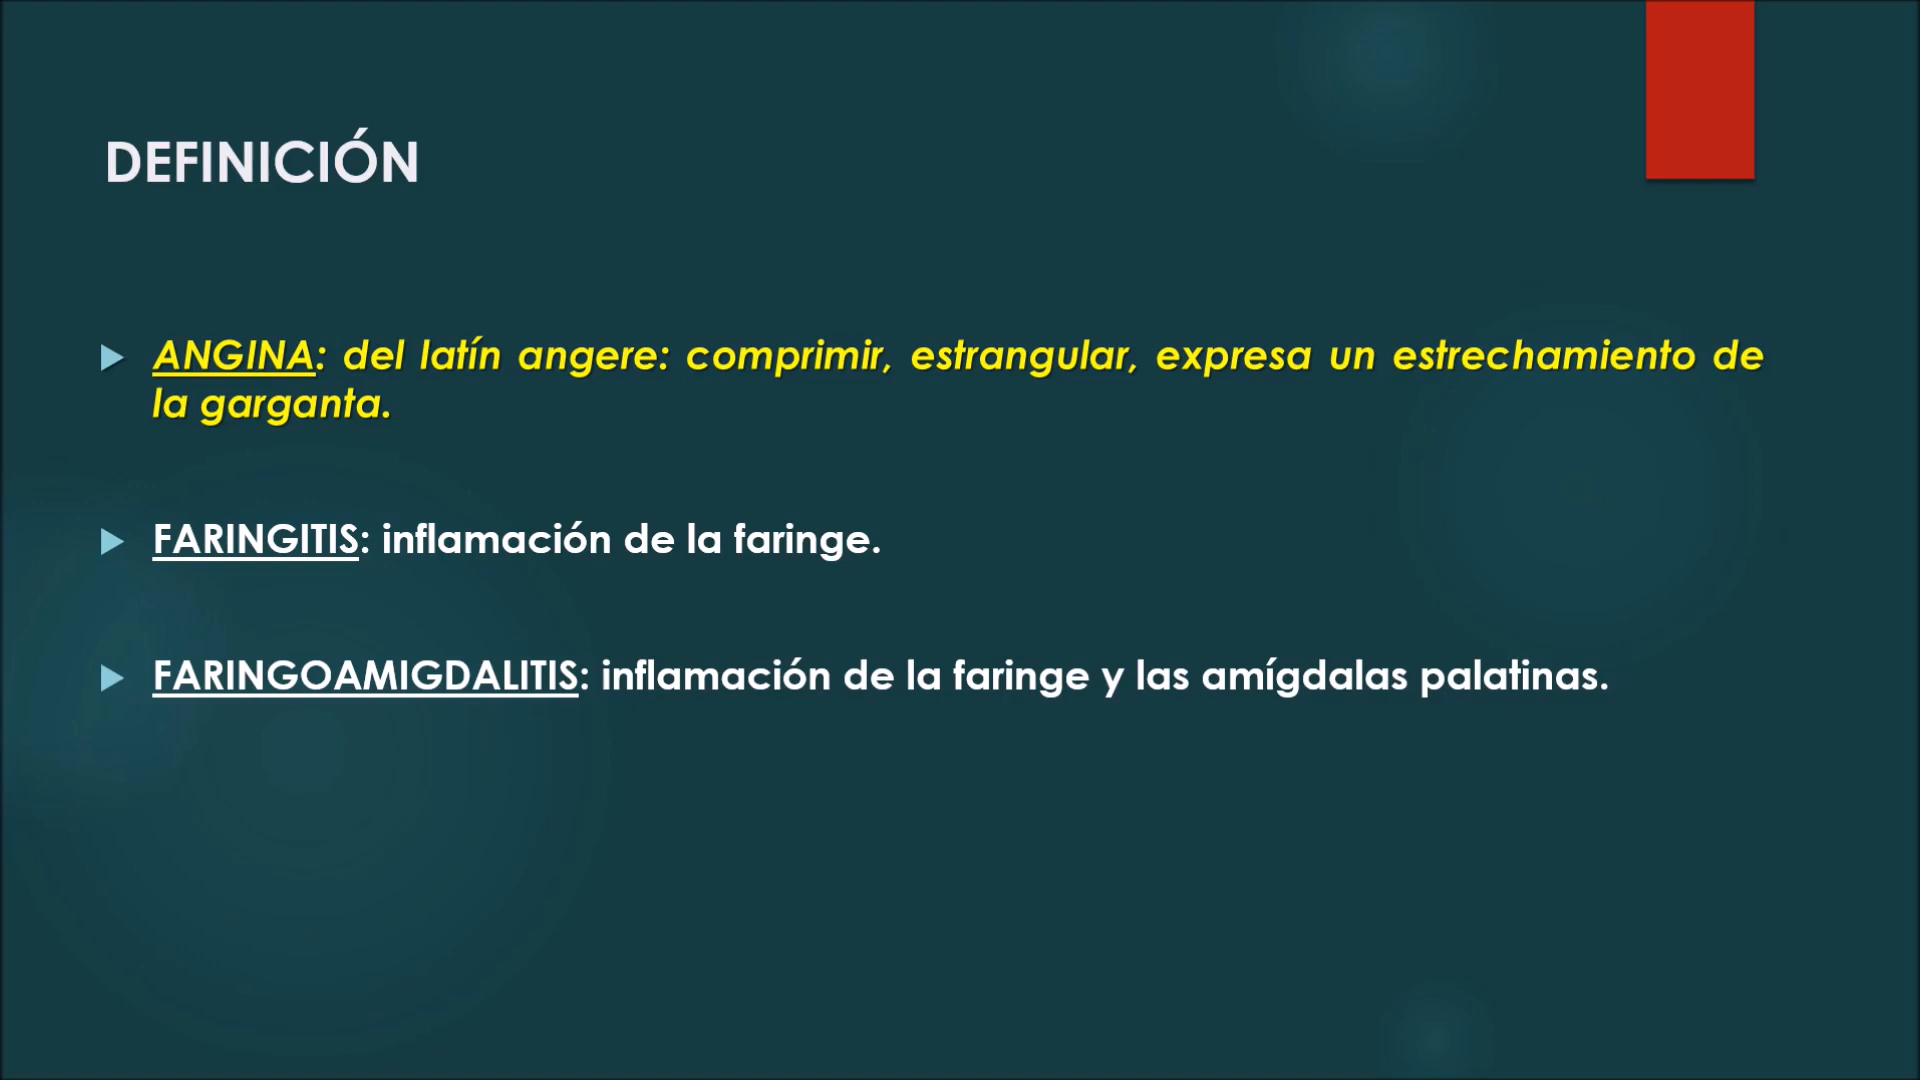 DEFINICIÓN
ANGINA: del latín angere: comprimir, estrangular, expresa un estrechamiento de
la garganta.
FARINGITIS: inflamación de la faringe.
FARINGOAMIGDALITIS: inflamación de la faringe y las amígdalas palatinas.